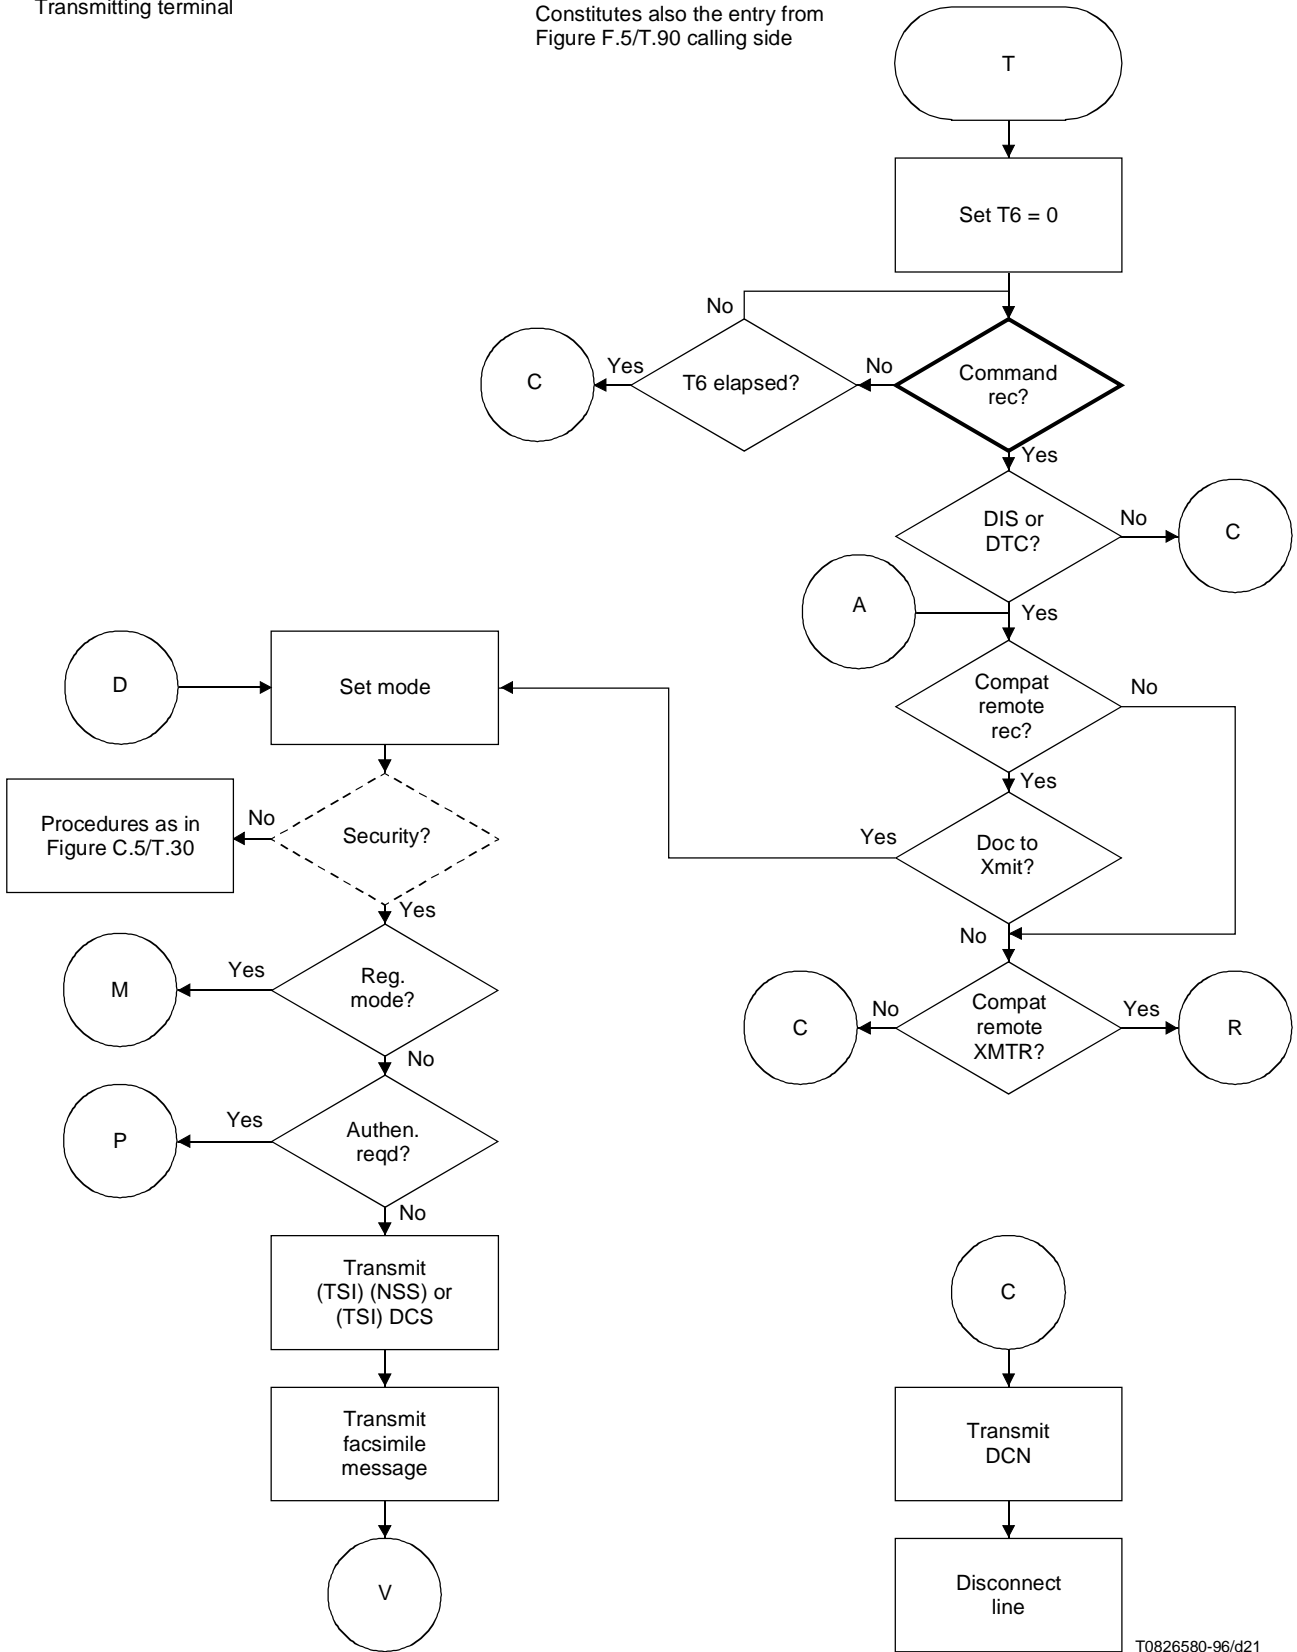 Transmitting terminal
Constitutes also the entry from
Figure F.5/T.90 calling side
T
Set T6 = 0
No
C
Yes
T6 elapsed?
No
Command
rec?
Yes
DIS or
DTC?
No
C
A
Yes
D
Set mode
Compat
remote
rec?
No
Yes
Procedures as in
Figure C.5/T.30
No
Security?
Yes
Doc to
Xmit?
Yes
No
M
Yes
Reg.
mode?
C
No
Compat
remote
XMTR?
Yes
R
No
P
Yes
Authen.
reqd?
No
Transmit
(TSI) (NSS) or
(TSI) DCS
C
Transmit
facsimile
message
Transmit
DCN
V
Disconnect
line
T0826580-96/d21